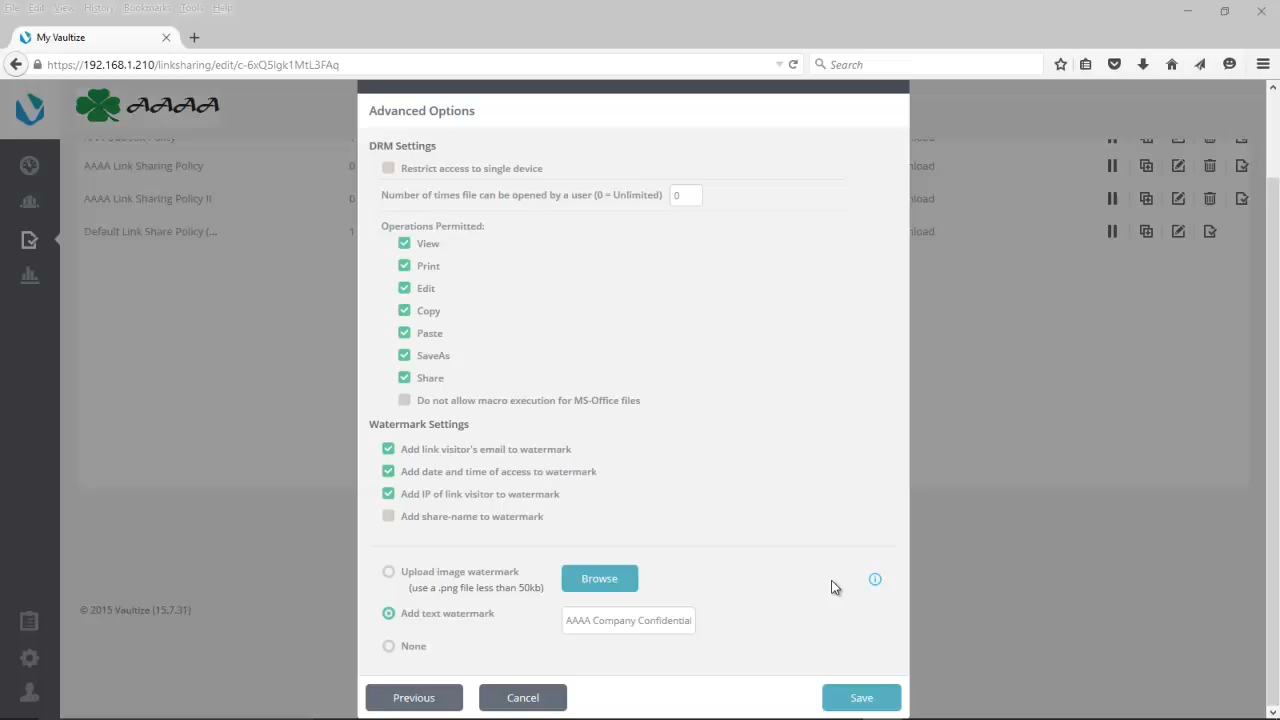 File Edit View History Bookmarks Tools Help
My Vaultize
https://192.168.1.210/linksharing/edit/c-6xQ5Igk1MtL3FAq
Search
AAAA
Advanced Options
DRM Settings
AAAA Link Sharing Policy
0
nload
Restrict access to single device
Number of times file can be opened by a user (0 = Unlimited) 0
AAAA Link Sharing Policy II
0
nload
Operations Permitted:
Default Link Share Policy (...
1
nload
View
Print
Edit
Copy
Paste
SaveAs
Share
Do not allow macro execution for MS-Office files
Watermark Settings
Add link visitor's email to watermark
Add date and time of access to watermark
Add IP of link visitor to watermark
Add share-name to watermark
Upload image watermark
(use a .png file less than 50kb)
Browse
Add text watermark
AAAA Company Confidential
None
© 2015 Vaultize (15.7.31)
Previous
Cancel
Save